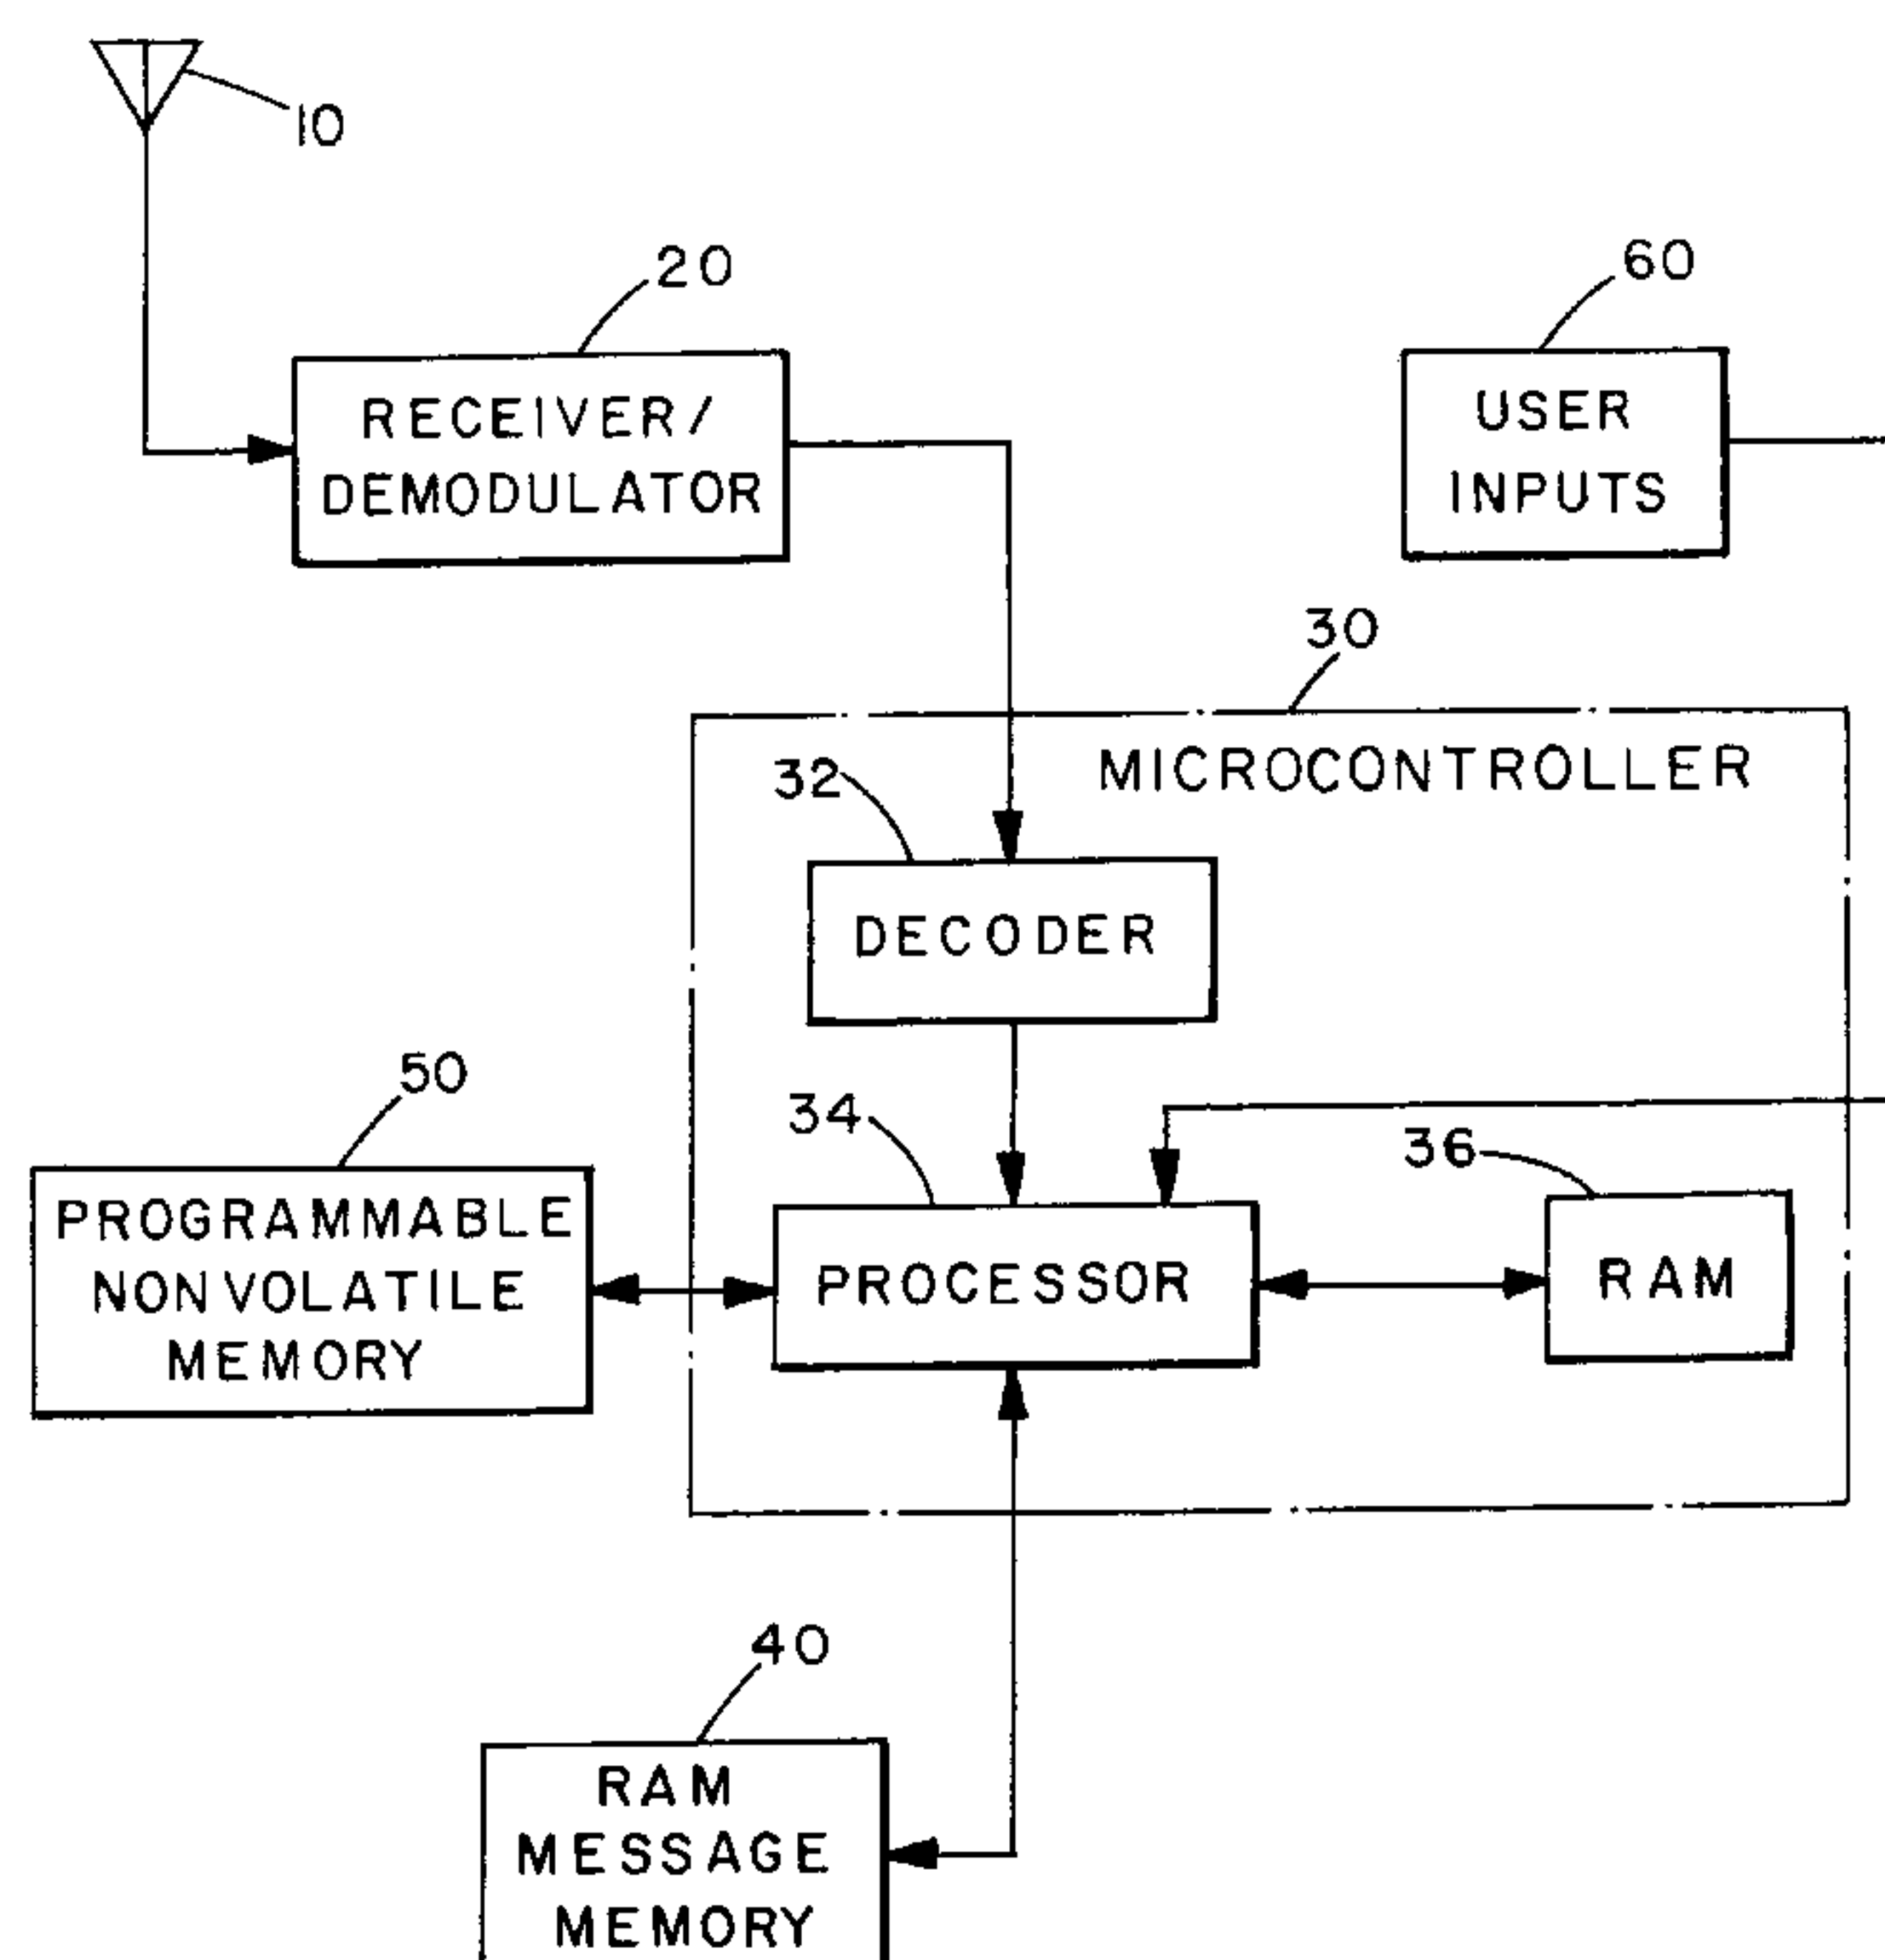 10
20
RECEIVER/
DEMODULATOR
60
USER
INPUTS
30
MICROCONTROLLER
32
DECODER
50
PROGRAMMABLE
NONVOLATILE
MEMORY
34
PROCESSOR
36
RAM
40
RAM
MESSAGE
MEMORY